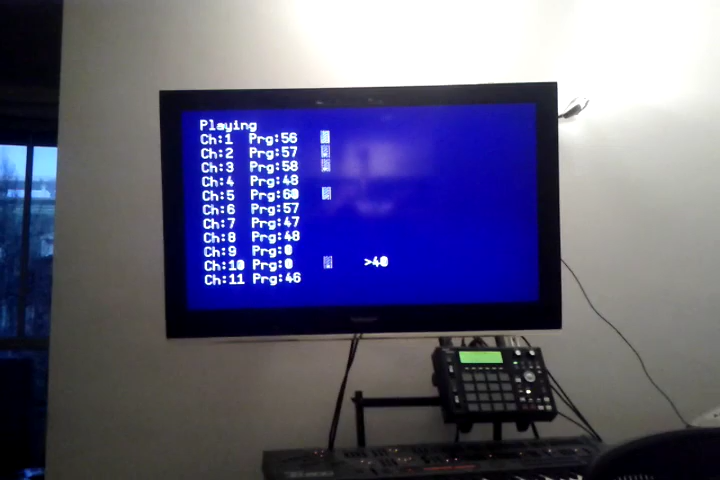 Playing
Ch:1 Prg:56
Ch:2 Prg:57
Ch:3 Prg:58
Ch:4 Prg:48
Ch:5 Prg:60
Ch:6 Prg:57
Ch:7 Prg:47
Ch:8 Prg:48
Ch:9 Prg:0
Ch:10 Prg:0 >40
Ch:11 Prg:46